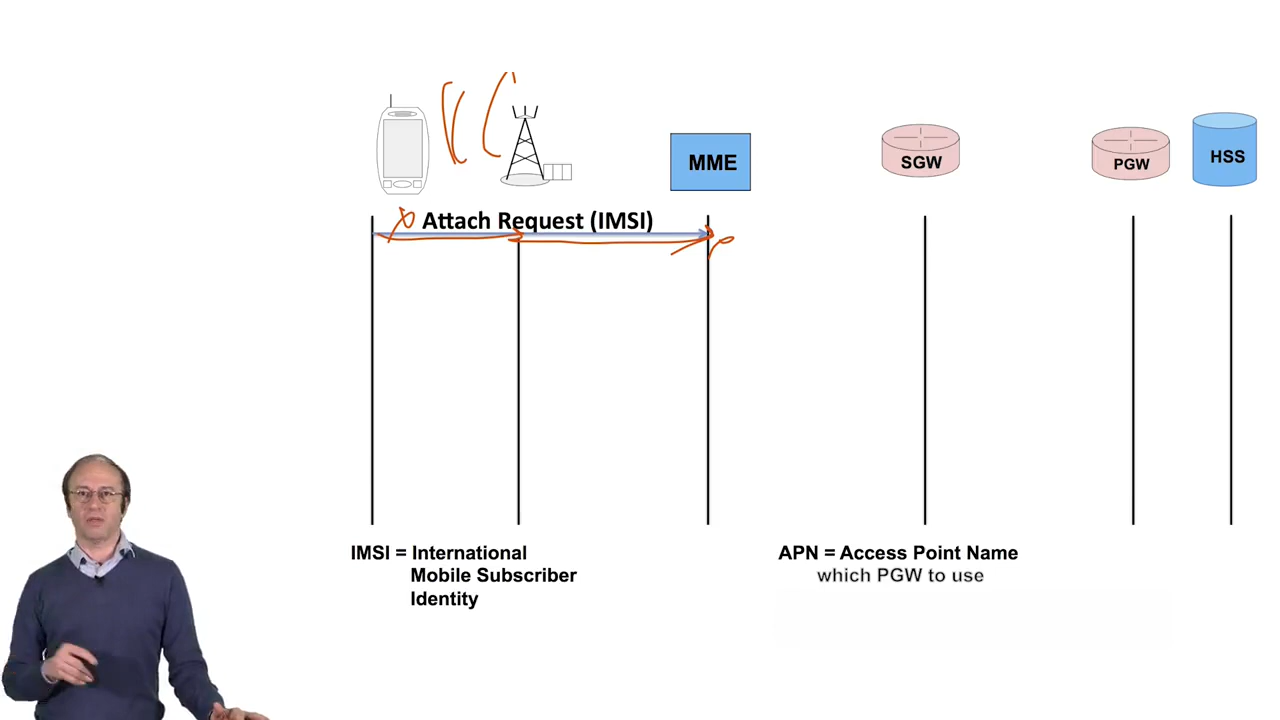 MME
SGW
PGW
HSS
Attach Request (IMSI)
IMSI = International
Mobile Subscriber
Identity
APN = Access Point Name
which PGW to use